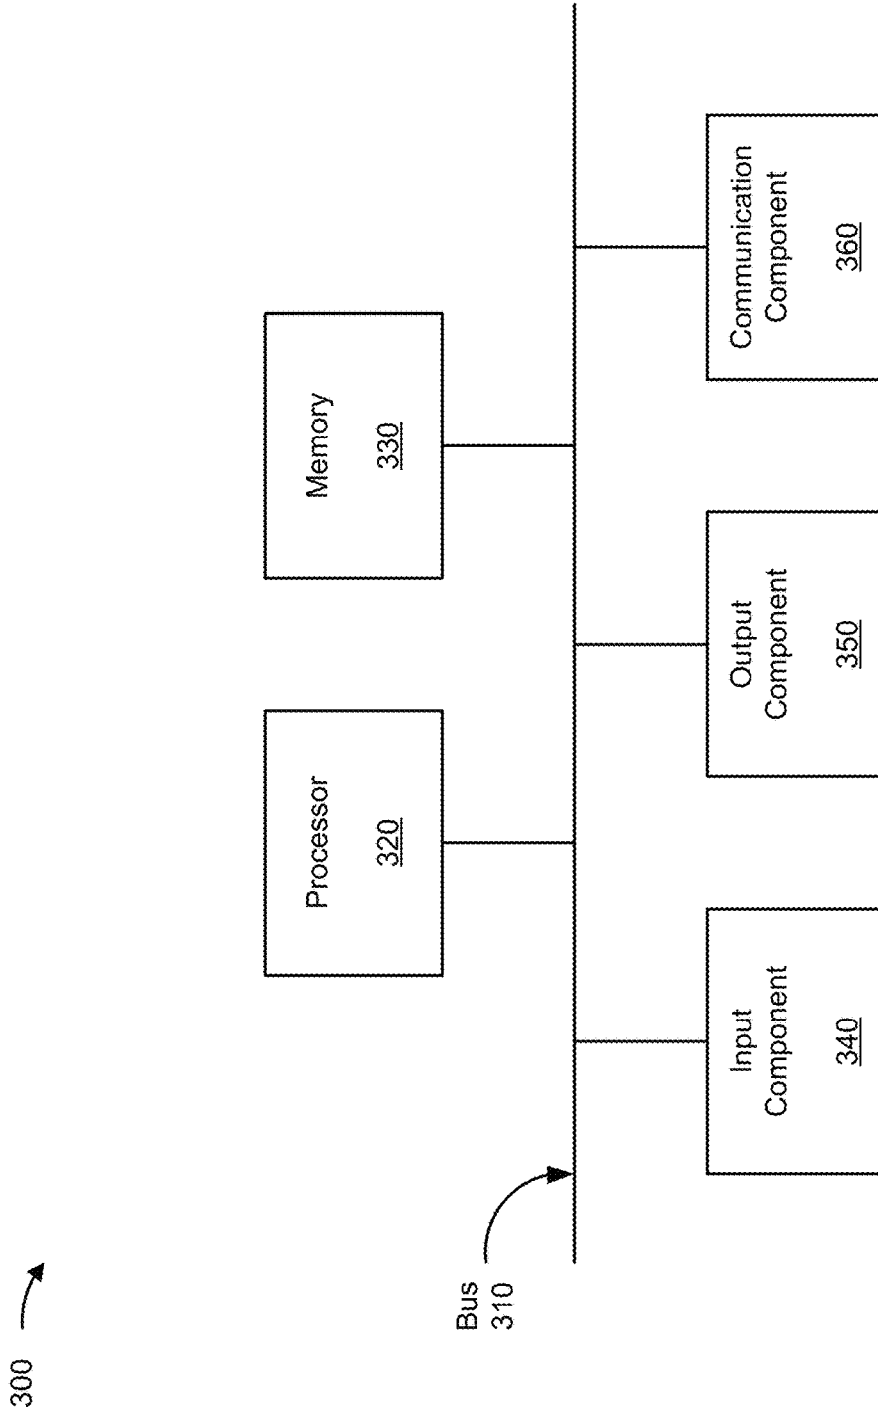 300
Bus
310
Processor
320
Memory
330
Input
Component
340
Output
Component
350
Communication
Component
360